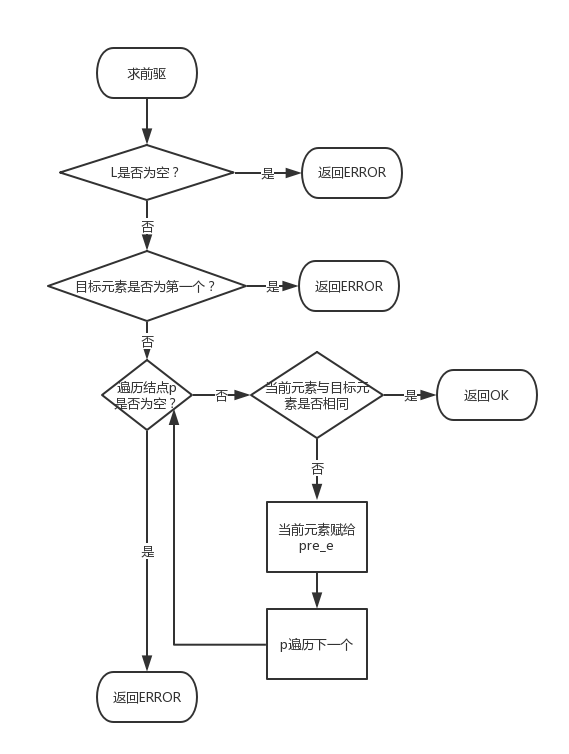 求前驱
L是否为空？
是
返回ERROR
否
目标元素是否为第一个？
是
返回ERROR
否
遍历结点p
是否为空？
否
当前元素与目标元
素是否相同
是
返回OK
否
当前元素赋给
pre_e
是
p遍历下一个
返回ERROR